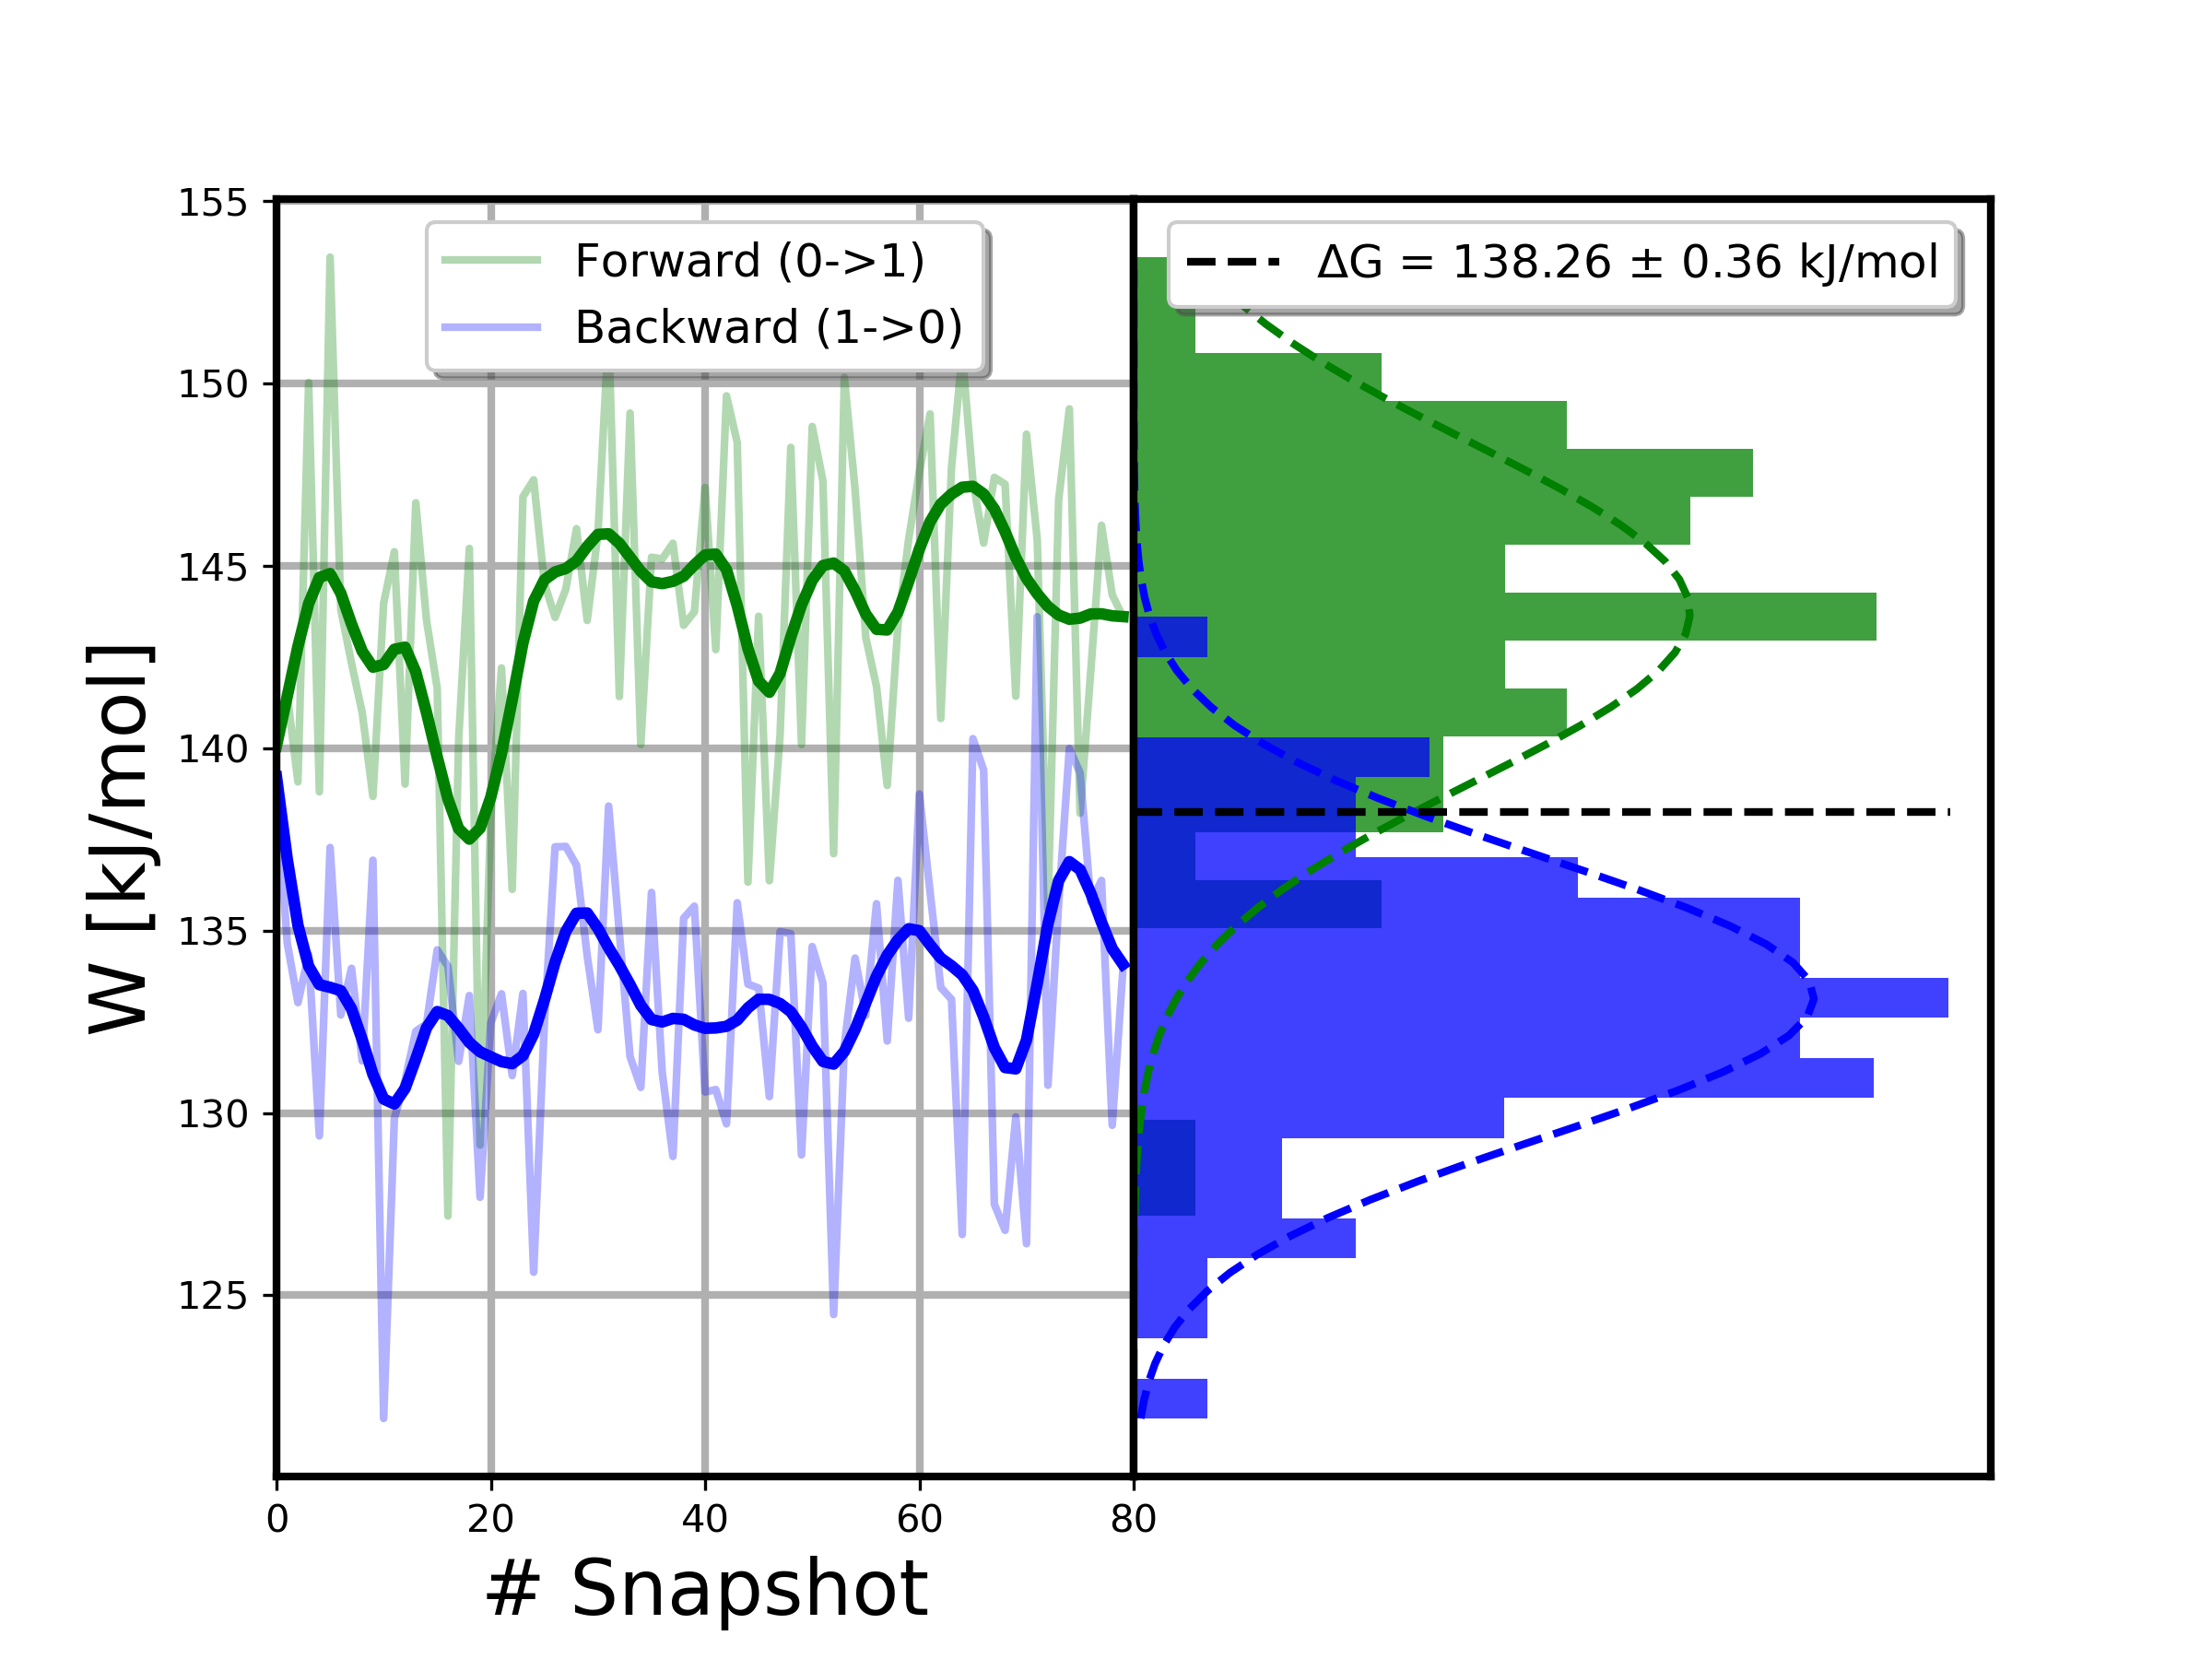 Forward (0->1)
Backward (1->0)
ΔG = 138.26 ± 0.36 kJ/mol
W [kJ/mol]
155
150
145
140
135
130
125
0 20 40 60 80
# Snapshot